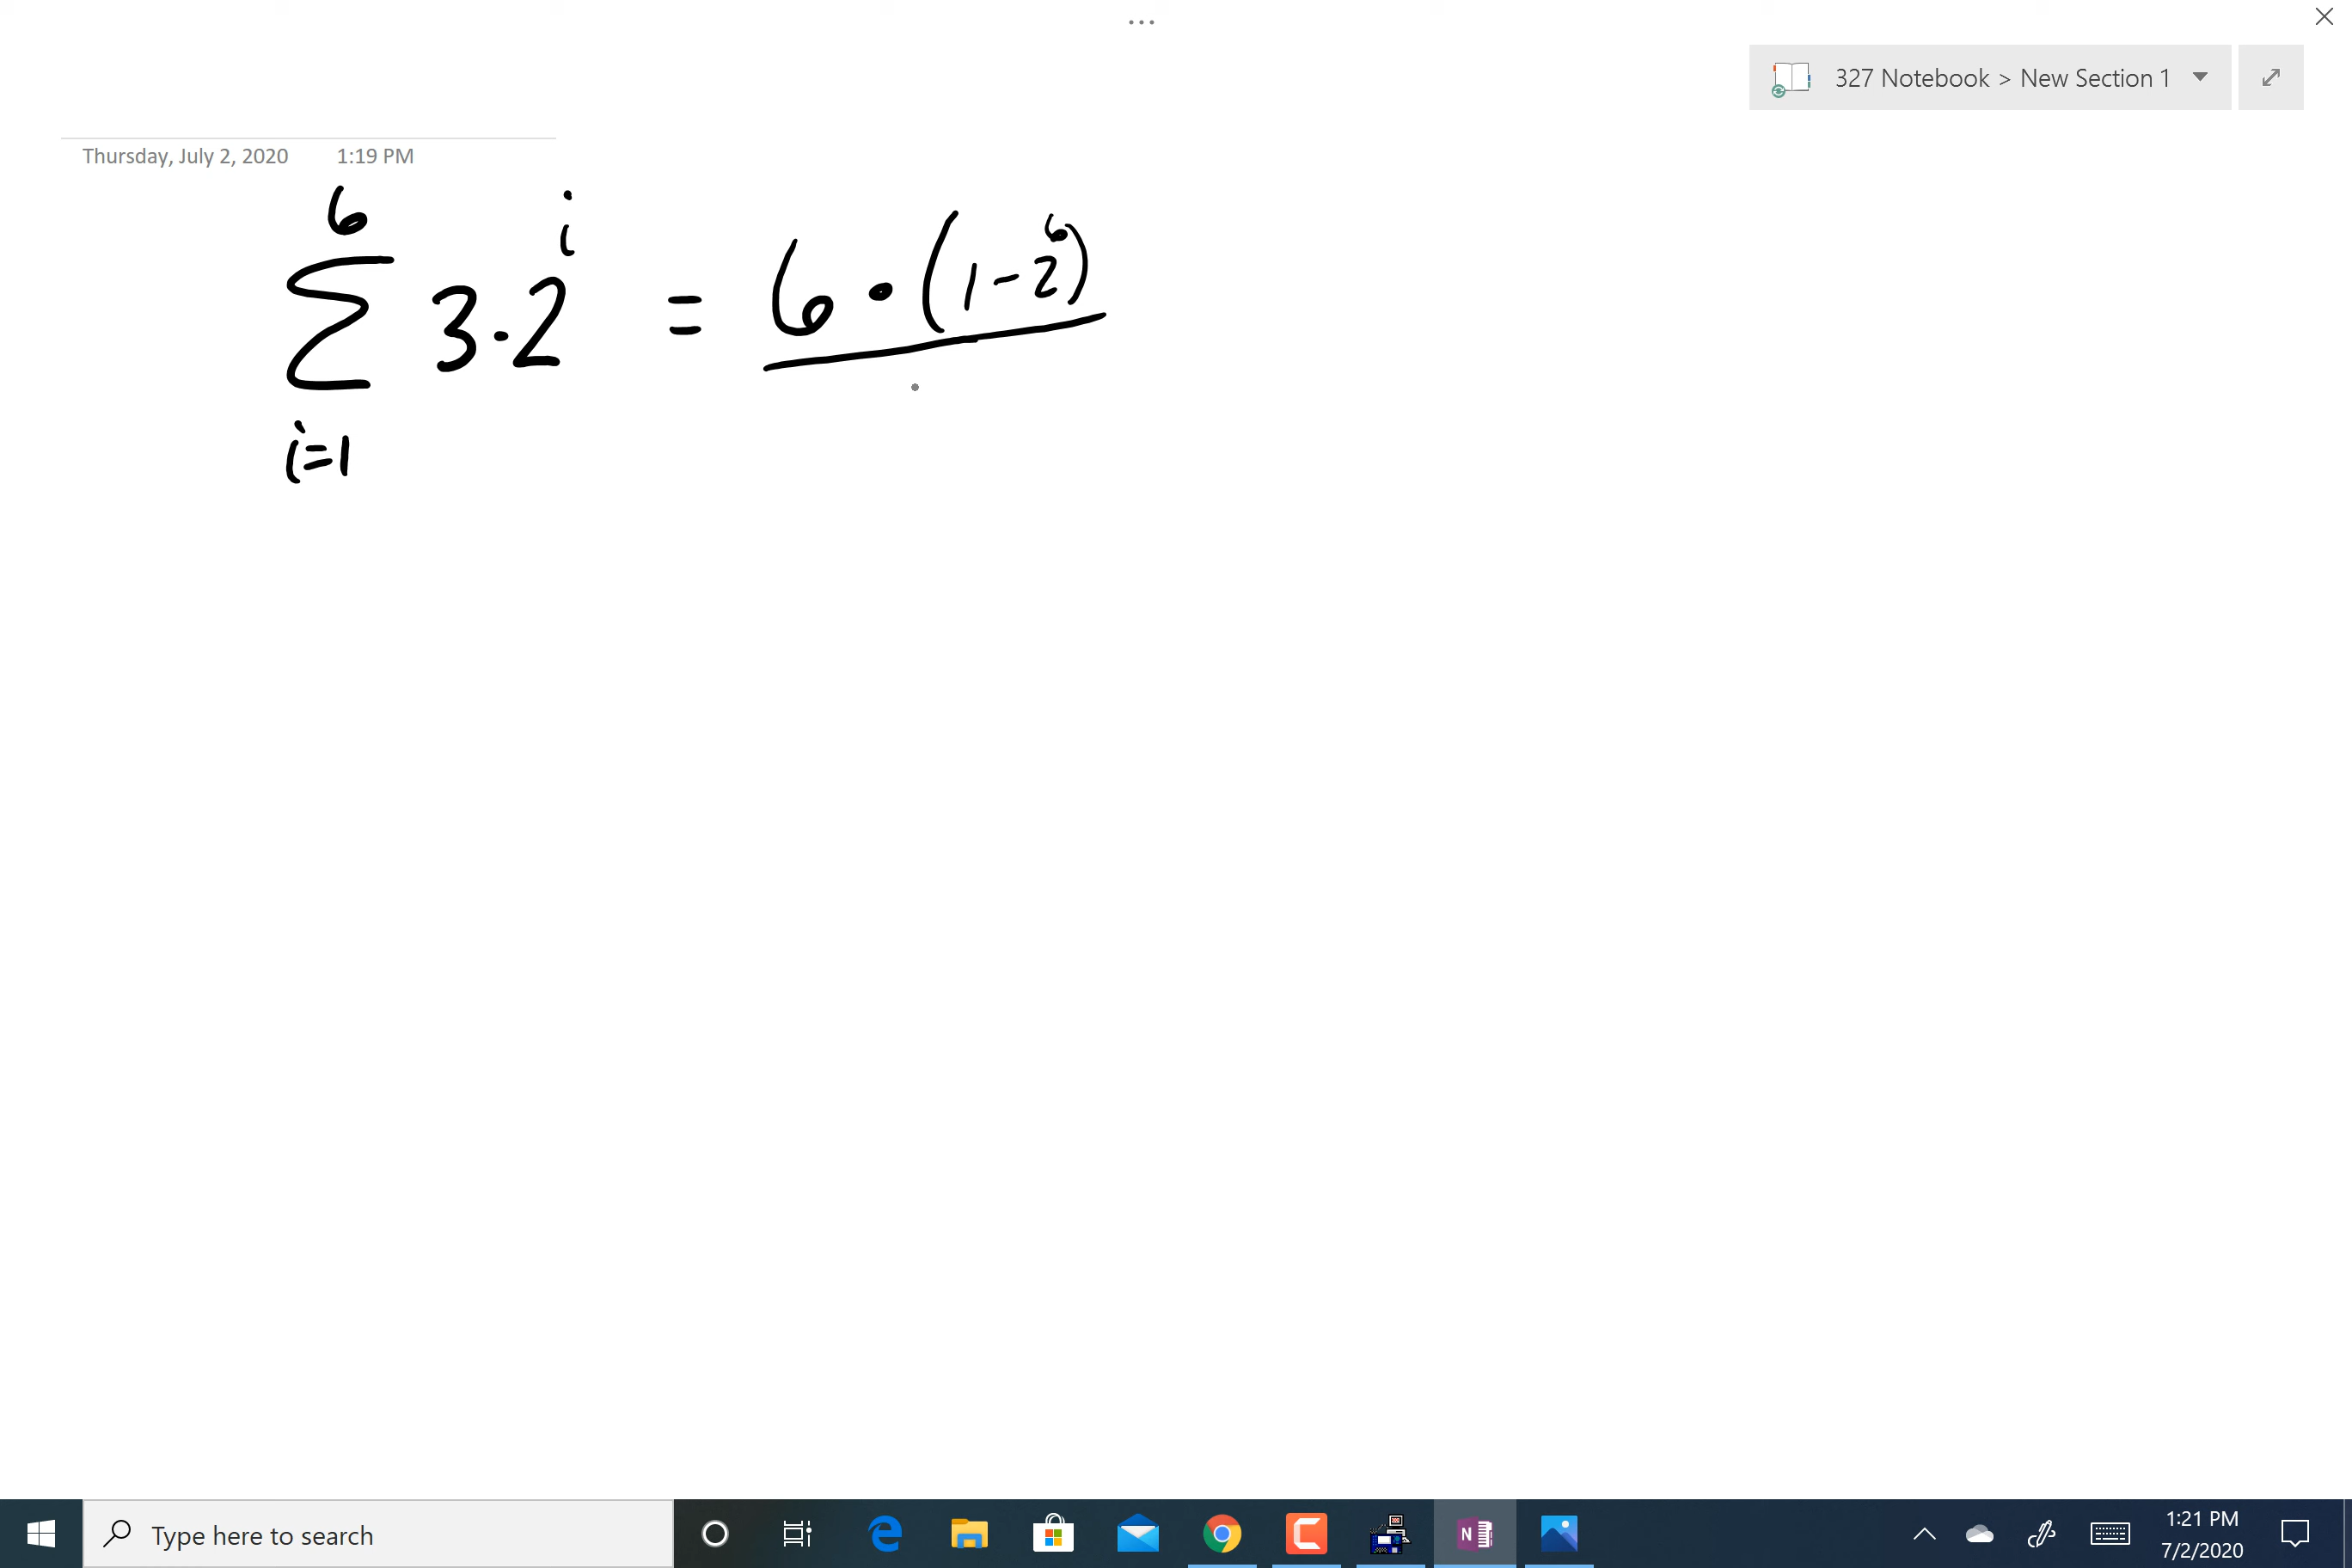 327 Notebook > New Section 1
Thursday, July 2, 2020 1:19 PM
6
∑ 3·2^i = 6·(1-2^6)
i=1
Type here to search
1:21 PM
7/2/2020